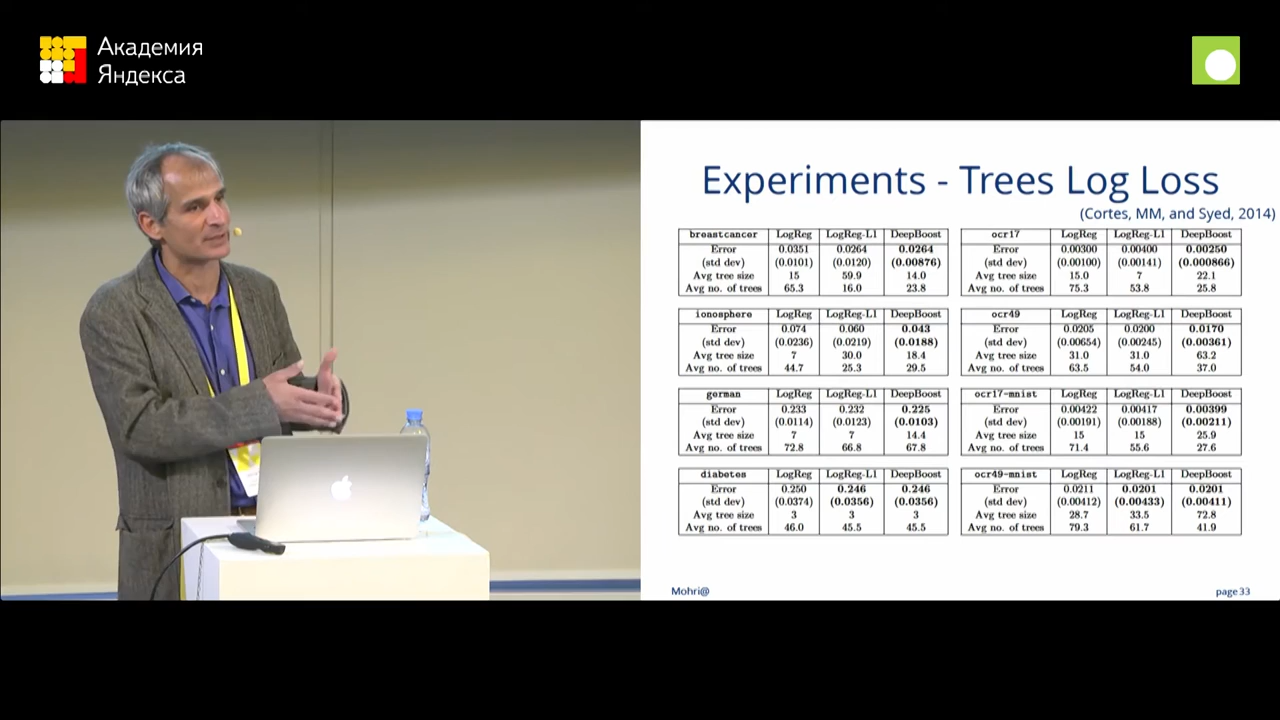 Академия
Яндекса
Experiments - Trees Log Loss
(Cortes, MM, and Syed, 2014)
breastcancer LogReg LogReg-L1 DeepBoost
Error 0.0351 0.0264 0.0264
(std dev) (0.0101) (0.0120) (0.00876)
Avg tree size 15 59.9 14.0
Avg no. of trees 65.3 16.0 23.8
ocr17 LogReg LogReg-L1 DeepBoost
Error 0.00300 0.00400 0.00250
(std dev) (0.00100) (0.00141) (0.000866)
Avg tree size 15.0 7 22.1
Avg no. of trees 75.3 53.8 25.8
ionosphere LogReg LogReg-L1 DeepBoost
Error 0.074 0.060 0.043
(std dev) (0.0236) (0.0219) (0.0188)
Avg tree size 7 30.0 18.4
Avg no. of trees 44.7 25.3 29.5
ocr49 LogReg LogReg-L1 DeepBoost
Error 0.0205 0.0200 0.0170
(std dev) (0.00654) (0.00245) (0.00361)
Avg tree size 31.0 31.0 63.2
Avg no. of trees 63.5 54.0 37.0
german LogReg LogReg-L1 DeepBoost
Error 0.233 0.232 0.225
(std dev) (0.0114) (0.0123) (0.0103)
Avg tree size 7 7 14.4
Avg no. of trees 72.8 66.8 67.8
ocr17-mnist LogReg LogReg-L1 DeepBoost
Error 0.00422 0.00417 0.00399
(std dev) (0.00191) (0.00188) (0.00211)
Avg tree size 15 15 25.9
Avg no. of trees 71.4 55.6 27.6
diabetes LogReg LogReg-L1 DeepBoost
Error 0.250 0.246 0.246
(std dev) (0.0374) (0.0356) (0.0356)
Avg tree size 3 3 3
Avg no. of trees 46.0 45.5 45.5
ocr49-mnist LogReg LogReg-L1 DeepBoost
Error 0.0211 0.0201 0.0201
(std dev) (0.00412) (0.00433) (0.00411)
Avg tree size 28.7 33.5 72.8
Avg no. of trees 79.3 61.7 41.9
Mohri@ page 33